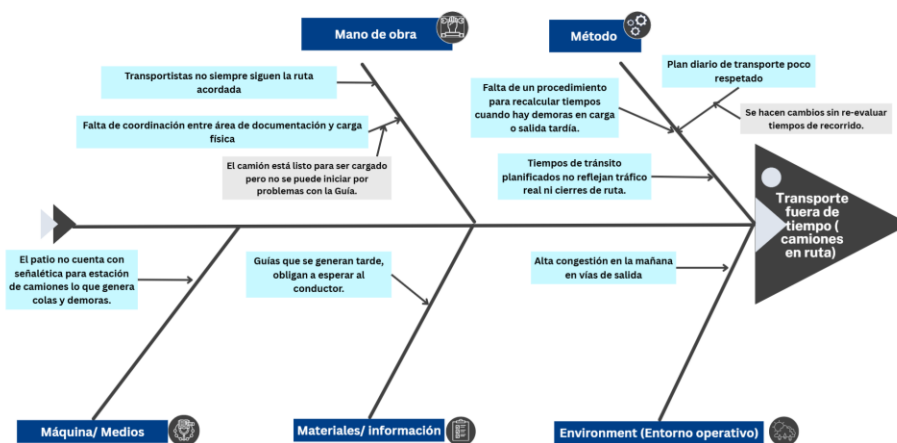 Mano de obra
Método
Transportistas no siempre siguen la ruta
acordada
Falta de coordinación entre área de documentación y carga
física
El camión está listo para ser cargado
pero no se puede iniciar por
problemas con la Guía.
Falta de un procedimiento
para recalcular tiempos
cuando hay demoras en carga
o salida tardía.
Plan diario de transporte poco
respetado
Se hacen cambios sin re-evaluar
tiempos de recorrido.
Tiempos de tránsito
planificados no reflejan tráfico
real ni cierres de ruta.
Transporte
fuera de
tiempo (
camiones
en ruta)
El patio no cuenta con
señalética para estación
de camiones lo que genera
colas y demoras.
Guías que se generan tarde,
obligan a esperar al
conductor.
Alta congestión en la mañana
en vías de salida
Máquina/ Medios
Materiales/ información
Environment (Entorno operativo)